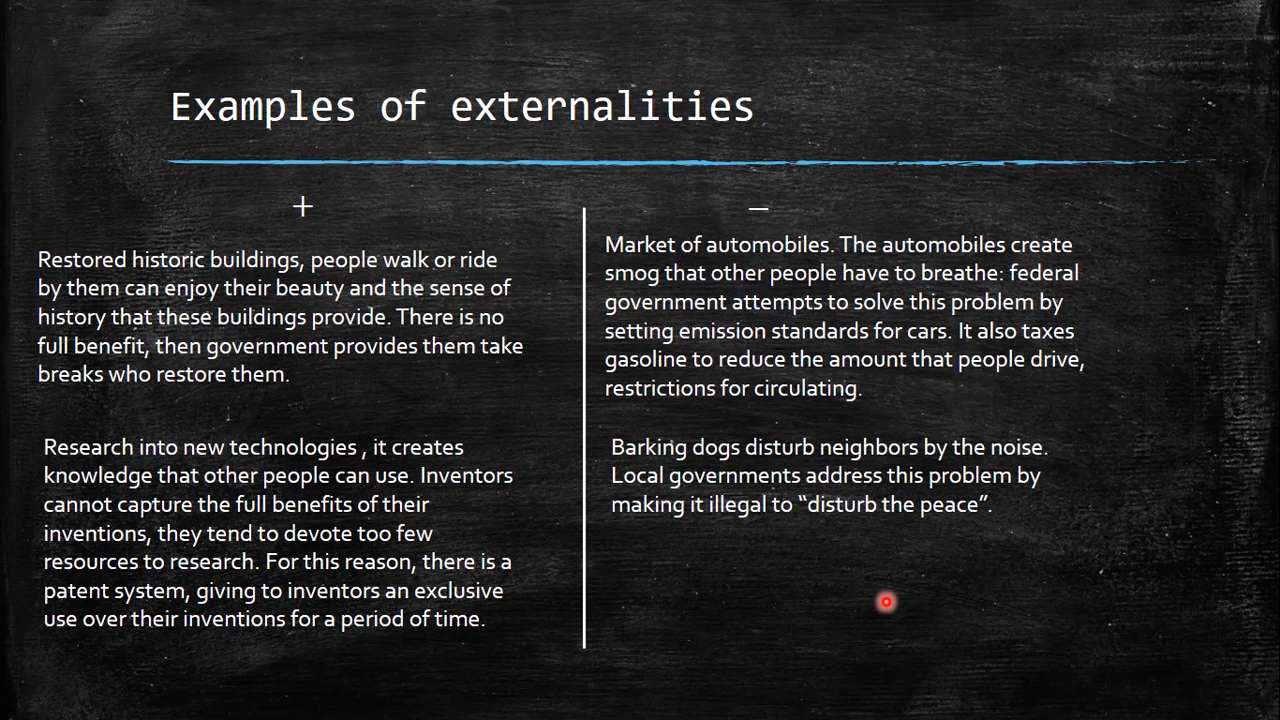 Examples of externalities
+
Restored historic buildings, people walk or ride
by them can enjoy their beauty and the sense of
history that these buildings provide. There is no
full benefit, then government provides them take
breaks who restore them.
Research into new technologies , it creates
knowledge that other people can use. Inventors
cannot capture the full benefits of their
inventions, they tend to devote too few
resources to research. For this reason, there is a
patent system, giving to inventors an exclusive
use over their inventions for a period of time.
–
Market of automobiles. The automobiles create
smog that other people have to breathe: federal
government attempts to solve this problem by
setting emission standards for cars. It also taxes
gasoline to reduce the amount that people drive,
restrictions for circulating.
Barking dogs disturb neighbors by the noise.
Local governments address this problem by
making it illegal to “disturb the peace”.